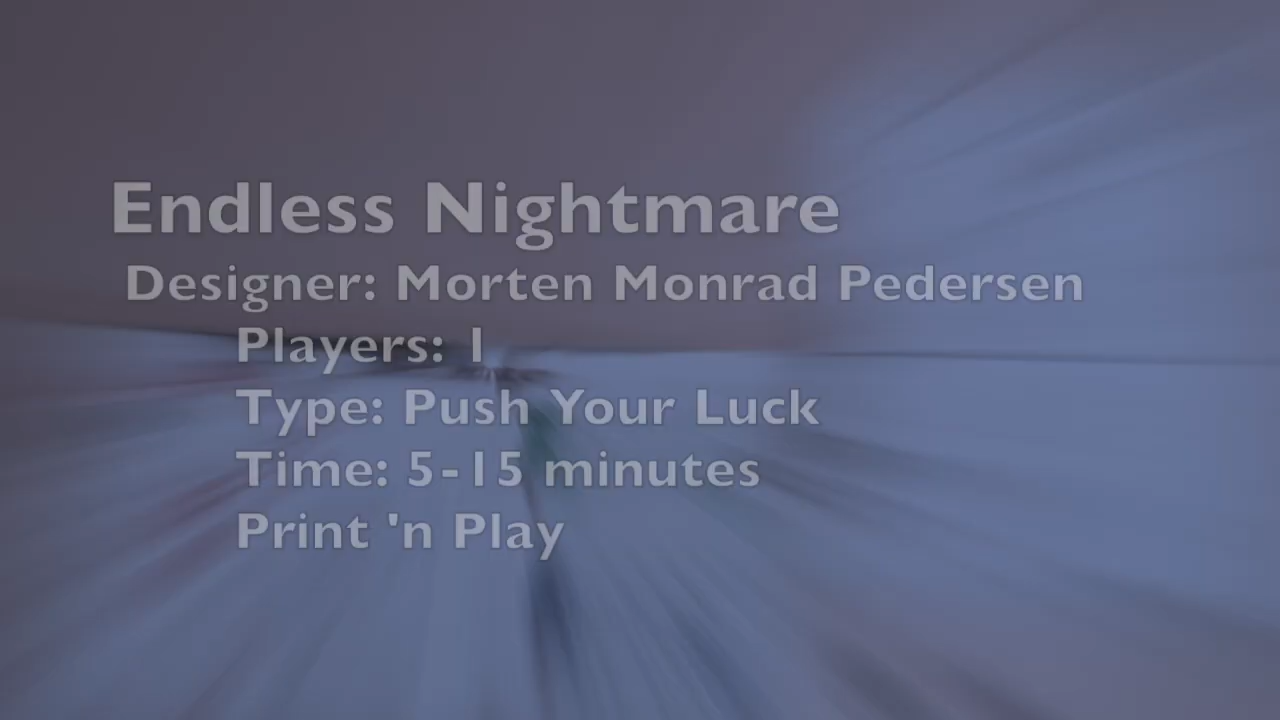 Endless Nightmare
Designer: Morten Monrad Pedersen
Players: 1
Type: Push Your Luck
Time: 5-15 minutes
Print 'n Play